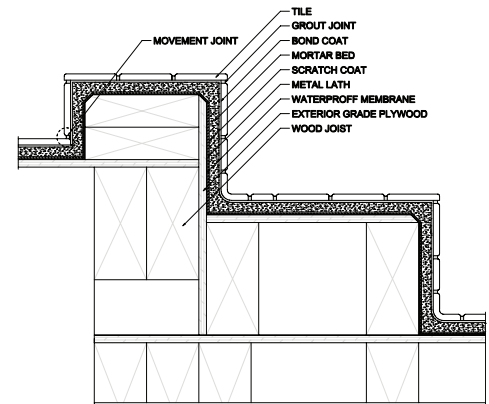 TILE
GROUT JOINT
MOVEMENT JOINT
BOND COAT
MORTAR BED
SCRATCH COAT
METAL LATH
WATERPROFF MEMBRANE
EXTERIOR GRADE PLYWOOD
WOOD JOIST